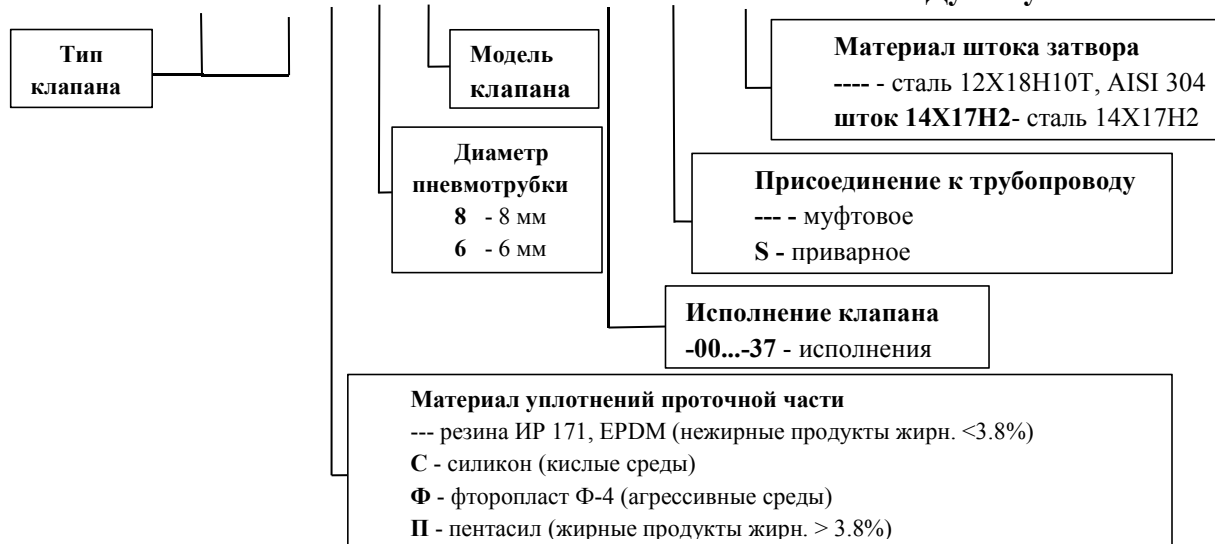 Тип
клапана
Модель
клапана
Материал штока затвора
---- - сталь 12Х18Н10Т, AISI 304
шток 14Х17Н2- сталь 14Х17Н2
Диаметр
пневмотрубки
8 - 8 мм
6 - 6 мм
Присоединение к трубопроводу
--- - муфтовое
S - приварное
Исполнение клапана
-00...-37 - исполнения
Материал уплотнений проточной части
--- резина ИР 171, EPDM (нежирные продукты жирн. <3.8%)
С - силикон (кислые среды)
Ф - фторопласт Ф-4 (агрессивные среды)
П - пентасил (жирные продукты жирн. > 3.8%)